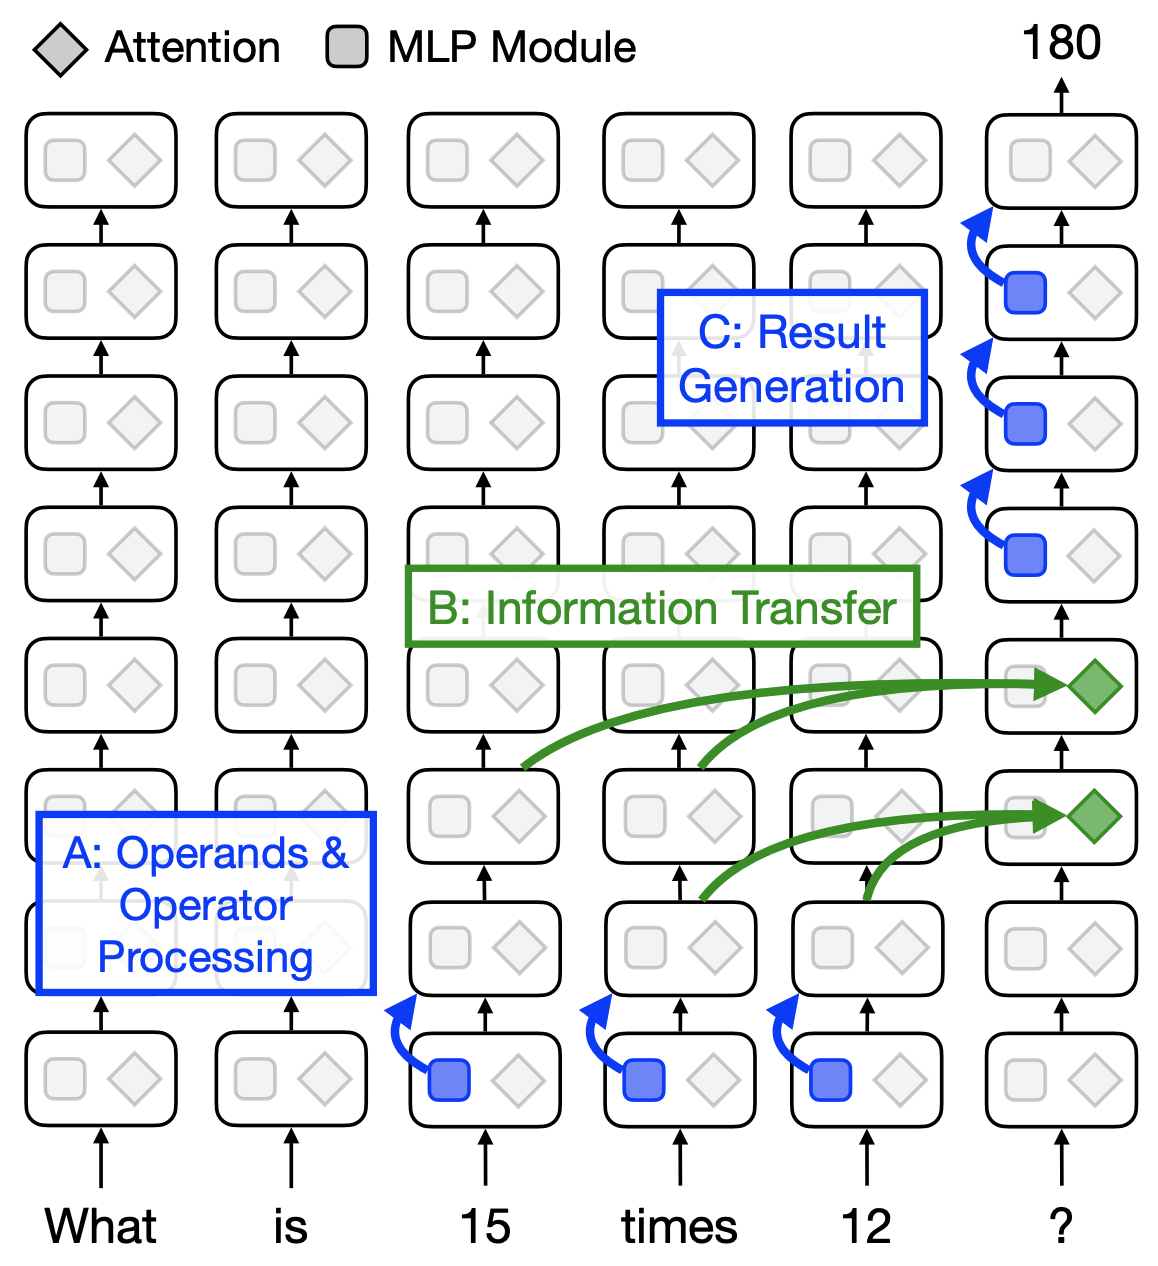 Attention MLP Module
180
C: Result
Generation
B: Information Transfer
A: Operands &
Operator
Processing
What is 15 times 12 ?